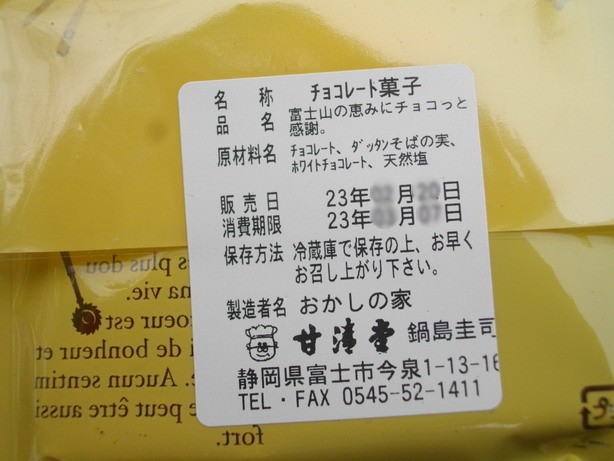 名 称 チョコレート菓子
品 名 富士山の恵みにチョコっと
感謝。
原材料名 チョコレート、ダッタンそばの実、
ホワイトチョコレート、天然塩
販 売 日 23年02月20日
消費期限 23年03月07日
保存方法 冷蔵庫で保存の上、お早く
お召し上がり下さい。
製造者名 おかしの家
甘清堂 鍋島圭司
静岡県富士市今泉1-13-16
TEL・FAX 0545-52-1411
s plus dou
na vie.
oeur est
i de bonheur et
. Aucun sentim
e peut être aussi
fort.